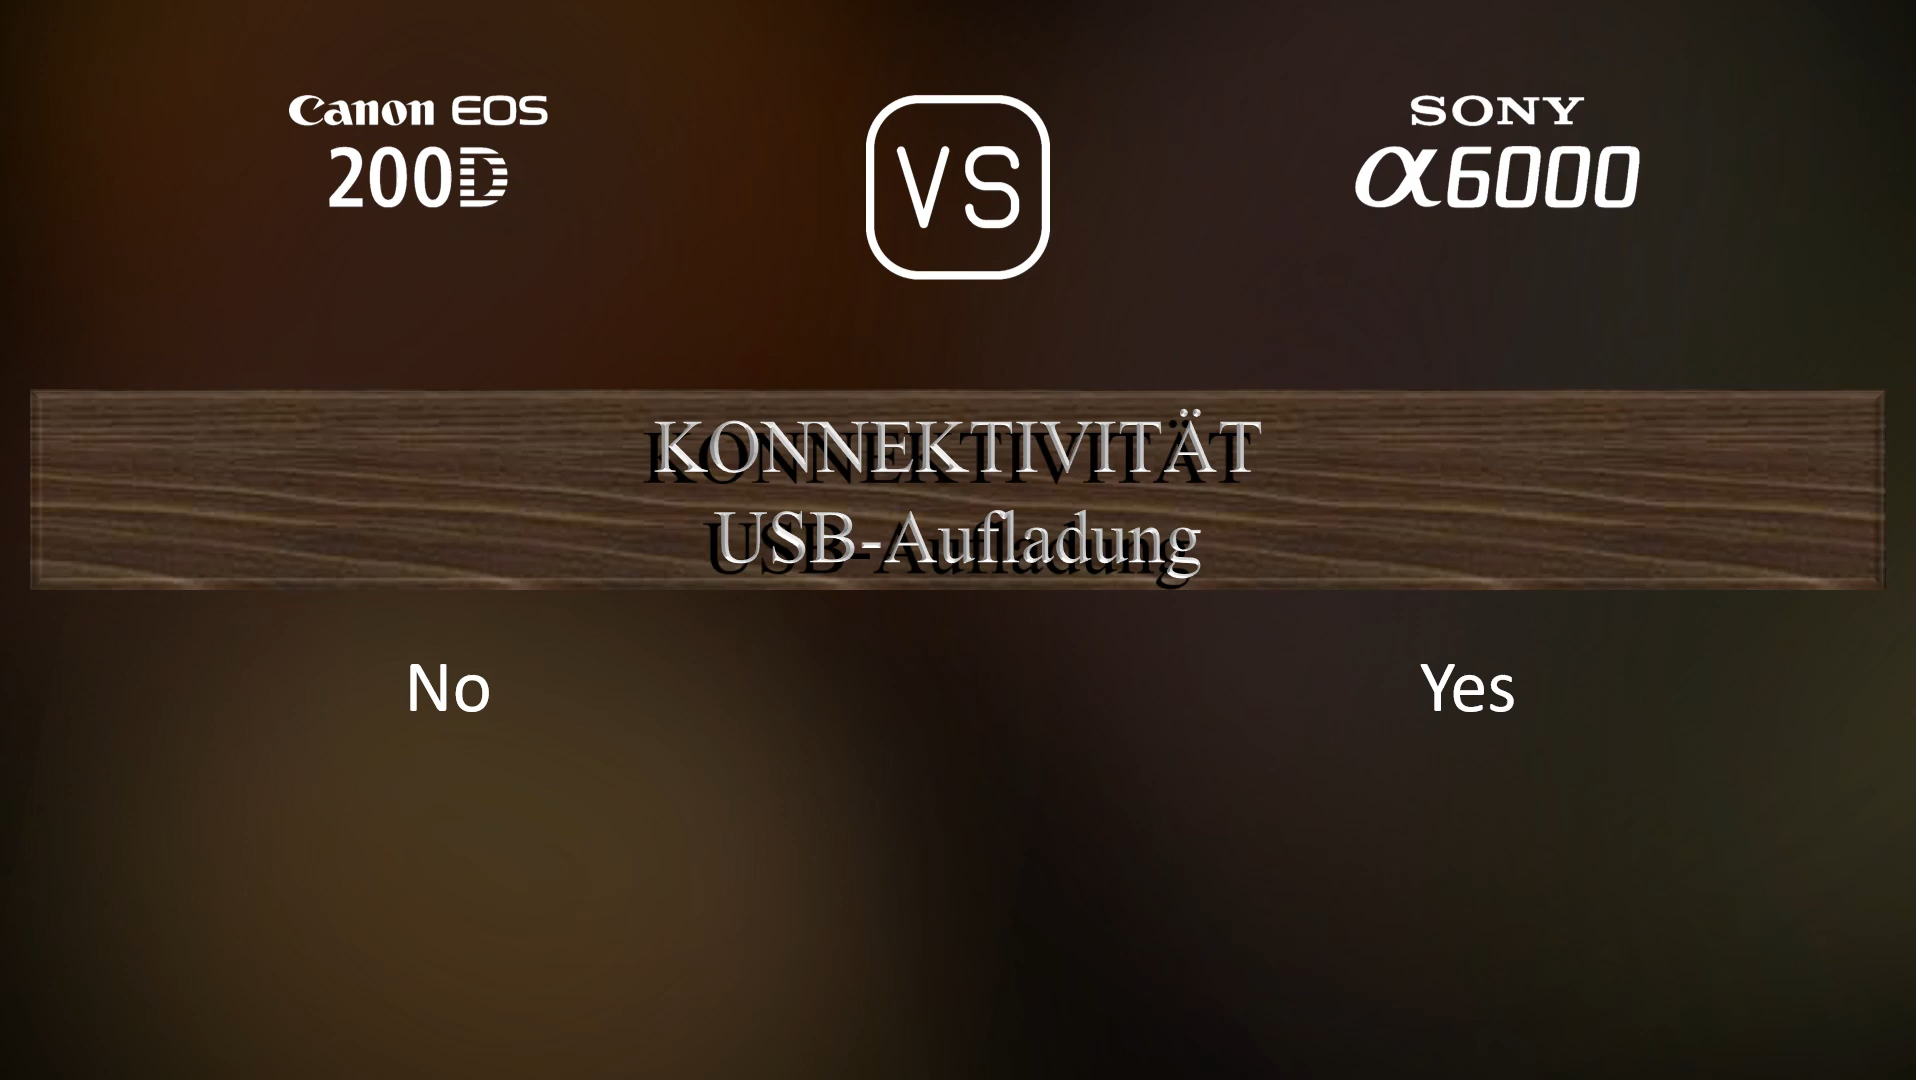 Canon EOS
200D
VS
SONY
α6000
KONNEKTIVITÄT
USB-Aufladung
No
Yes